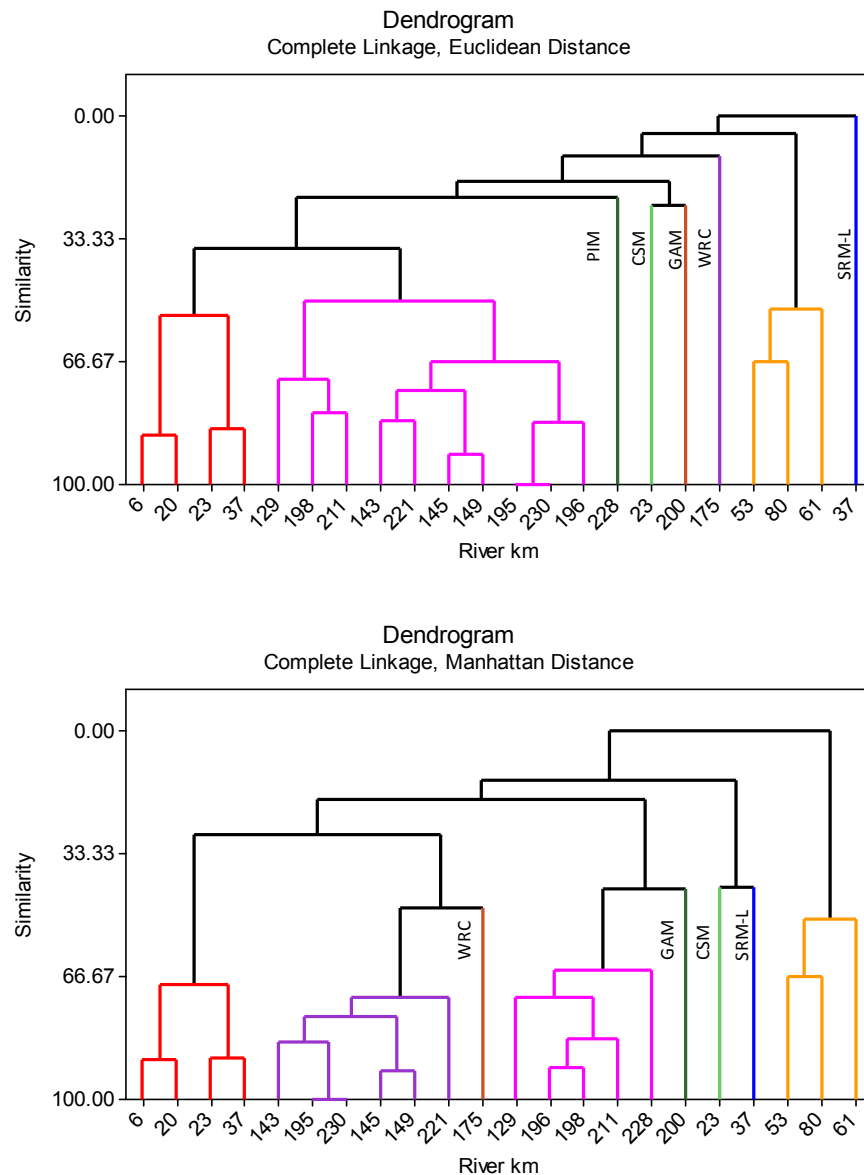 Dendrogram
Complete Linkage, Euclidean Distance
0.00
33.33
66.67
100.00
Similarity
PIM
CSM
GAM
WRC
SRM-L
6 20 23 37 129 198 211 143 221 145 149 195 230 196 228 23 200 175 53 80 61 37
River km
Dendrogram
Complete Linkage, Manhattan Distance
0.00
33.33
66.67
100.00
Similarity
WRC
GAM
CSM
SRM-L
6 20 23 37 143 195 230 145 149 221 175 129 196 198 211 228 200 23 37 53 80 61
River km